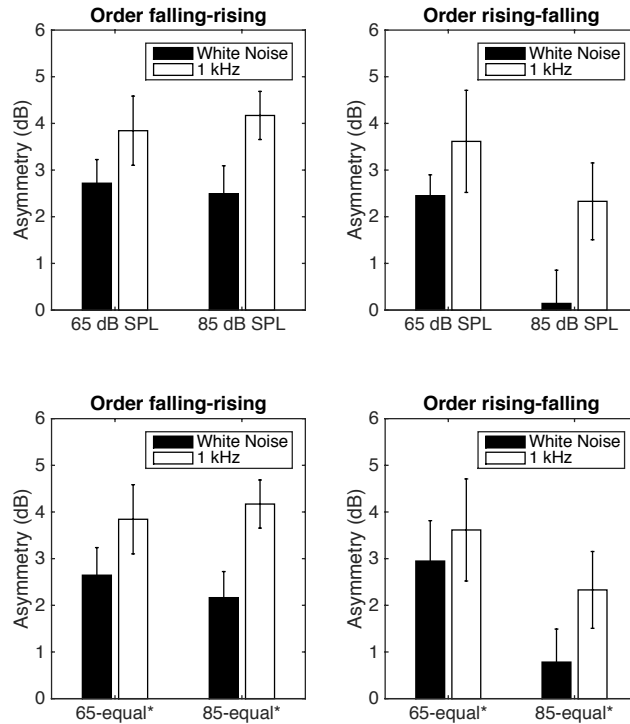 Order falling-rising
White Noise
1 kHz
Asymmetry (dB)
6
5
4
3
2
1
0
65 dB SPL 85 dB SPL
Order rising-falling
White Noise
1 kHz
Asymmetry (dB)
6
5
4
3
2
1
0
65 dB SPL 85 dB SPL
Order falling-rising
White Noise
1 kHz
Asymmetry (dB)
6
5
4
3
2
1
0
65-equal* 85-equal*
Order rising-falling
White Noise
1 kHz
Asymmetry (dB)
6
5
4
3
2
1
0
65-equal* 85-equal*